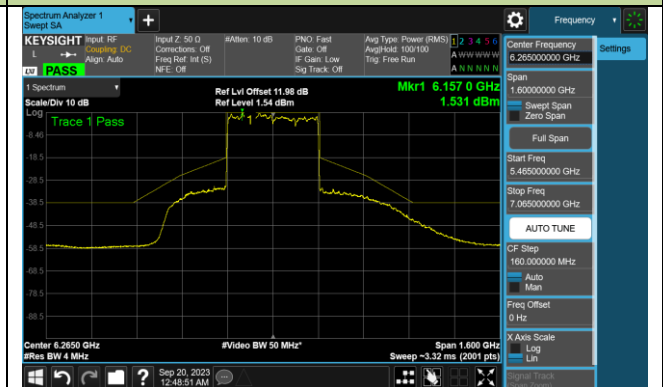 Spectrum Analyzer 1
Swept SA
+
Frequency
KEYSIGHT
L
LXI
PASS
Input: RF
Coupling: DC
Align: Auto
Input Z: 50 Ω
Corrections: Off
Freq Ref: Int (S)
NFE: Off
#Atten: 10 dB
PNO: Fast
Gate: Off
IF Gain: Low
Sig Track: Off
Avg Type: Power (RMS)
Avg|Hold: 100/100
Trig: Free Run
1 2 3 4 5 6
A W W W W W
A N N N N N
1 Spectrum
Scale/Div 10 dB
Log
Ref Lvl Offset 11.98 dB
Ref Level 1.54 dBm
Mkr1 6.157 0 GHz
1.531 dBm
Trace 1 Pass
1
-8.46
-18.5
-28.5
-38.5
-48.5
-58.5
-68.5
-78.5
-88.5
Center 6.2650 GHz
#Res BW 4 MHz
#Video BW 50 MHz*
Span 1.600 GHz
Sweep ~3.32 ms (2001 pts)
Sep 20, 2023
12:48:51 AM
?
Center Frequency
6.265000000 GHz
Span
1.60000000 GHz
Swept Span
Zero Span
Full Span
Start Freq
5.465000000 GHz
Stop Freq
7.065000000 GHz
AUTO TUNE
CF Step
160.000000 MHz
Auto
Man
Freq Offset
0 Hz
X Axis Scale
Log
Lin
Signal Track
(Span Zoom)
Settings